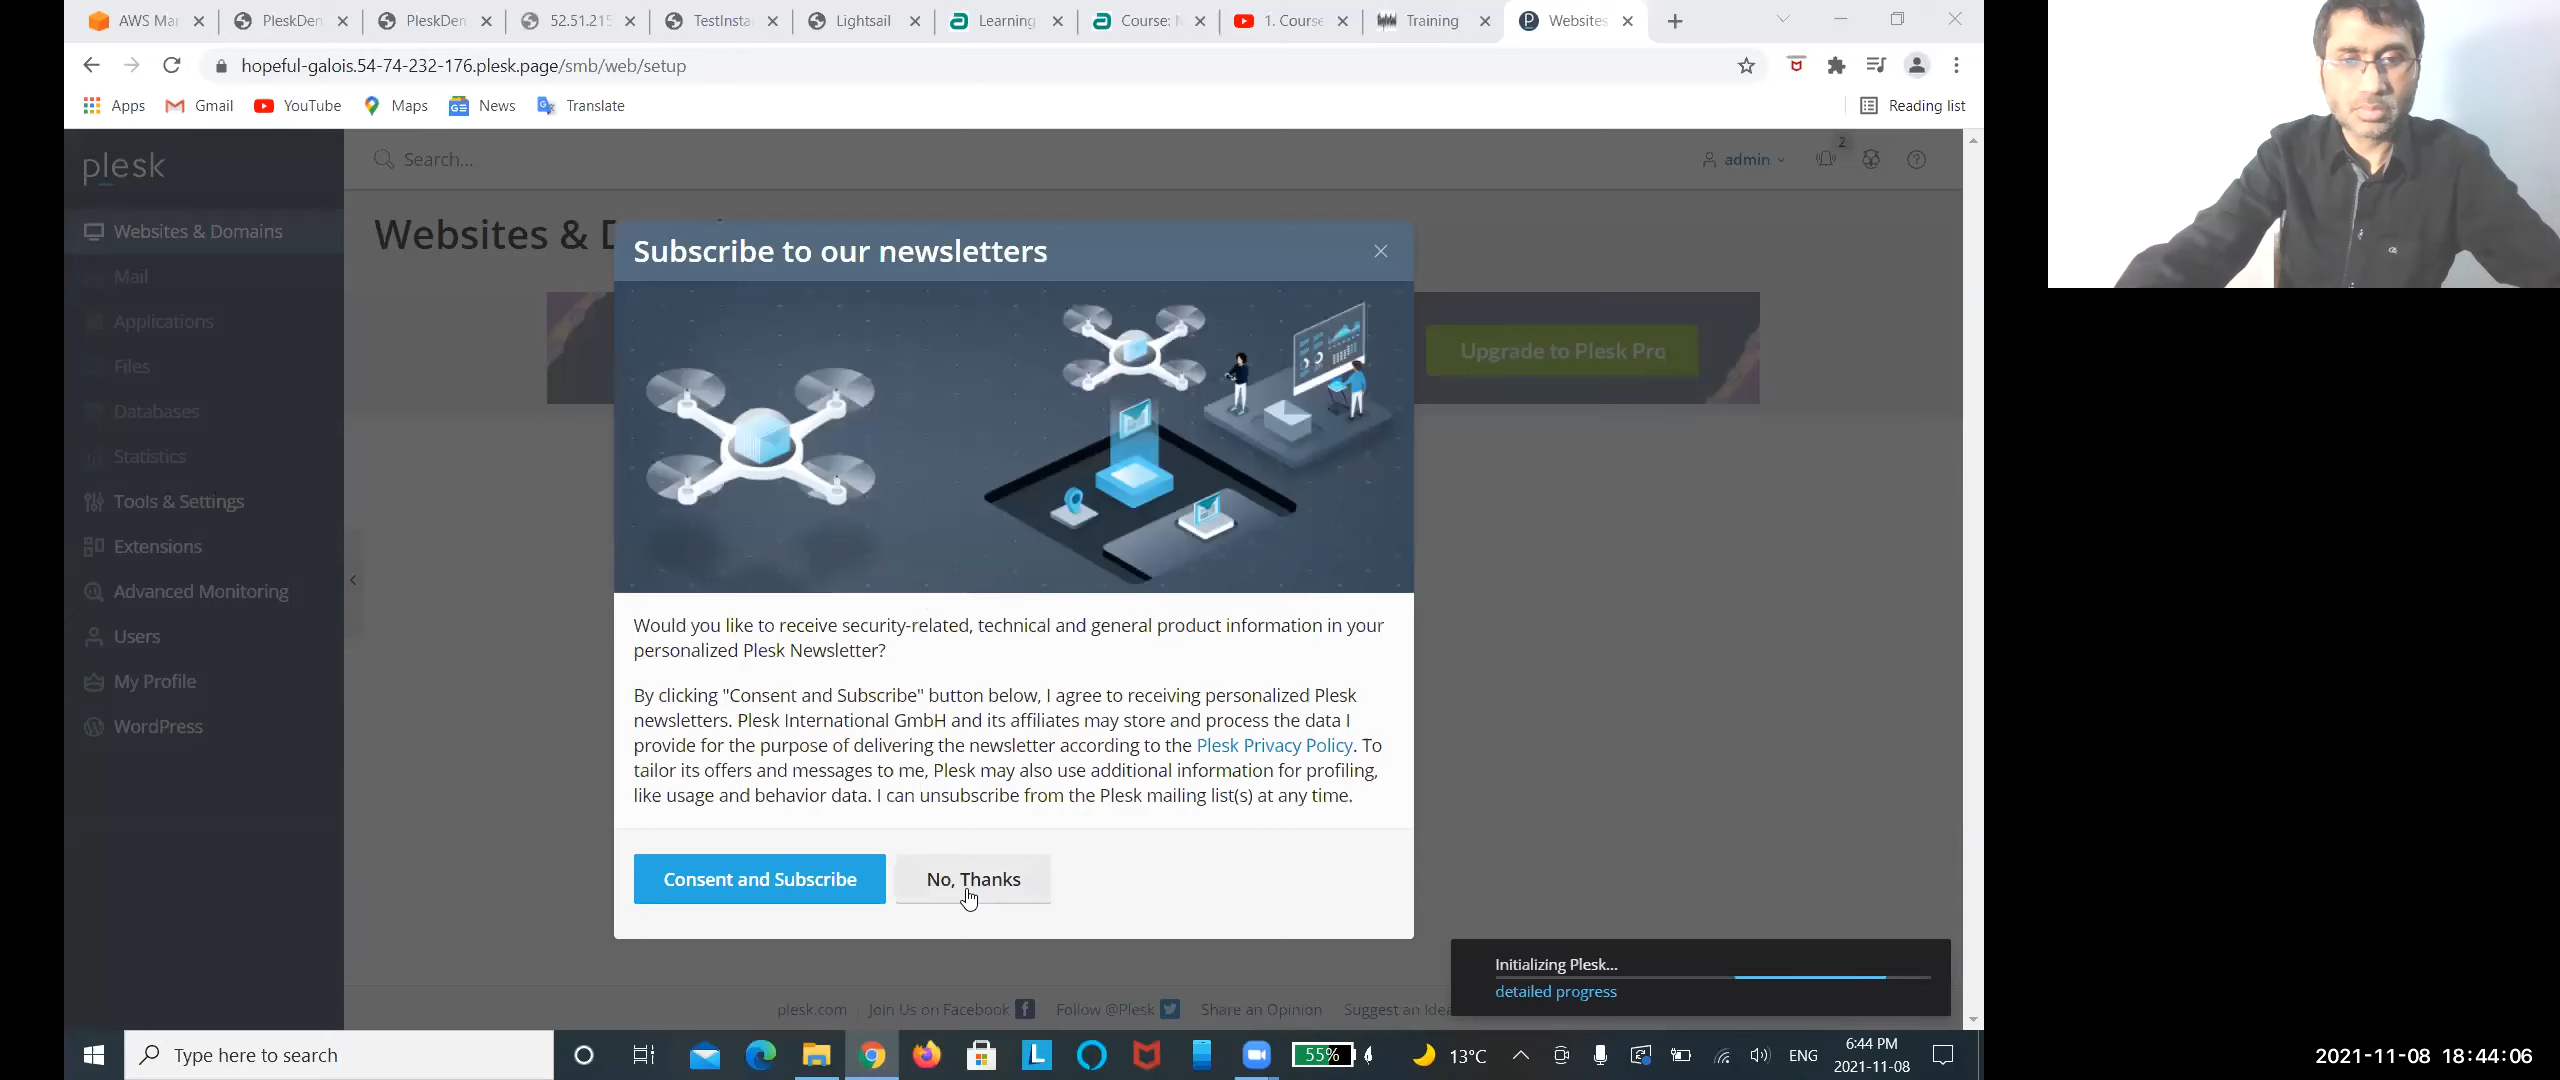 AWS Mar
PleskDem
PleskDem
52.51.215
TestInsta
Lightsail
Learning
Course: N
1. Course
Training
Websites
hopeful-galois.54-74-232-176.plesk.page/smb/web/setup
Apps
Gmail
YouTube
Maps
News
Translate
Reading list
plesk
Search...
admin
2
Websites & Domains
Mail
Applications
Files
Databases
Statistics
Tools & Settings
Extensions
Advanced Monitoring
Users
My Profile
WordPress
Websites & D
Upgrade to Plesk Pro
Subscribe to our newsletters
Would you like to receive security-related, technical and general product information in your
personalized Plesk Newsletter?
By clicking "Consent and Subscribe" button below, I agree to receiving personalized Plesk
newsletters. Plesk International GmbH and its affiliates may store and process the data I
provide for the purpose of delivering the newsletter according to the Plesk Privacy Policy. To
tailor its offers and messages to me, Plesk may also use additional information for profiling,
like usage and behavior data. I can unsubscribe from the Plesk mailing list(s) at any time.
Consent and Subscribe
No, Thanks
Initializing Plesk...
detailed progress
plesk.com
Join Us on Facebook
Follow @Plesk
Share an Opinion
Suggest an Idea
Type here to search
55%
13°C
ENG
6:44 PM
2021-11-08
2021-11-08 18:44:06